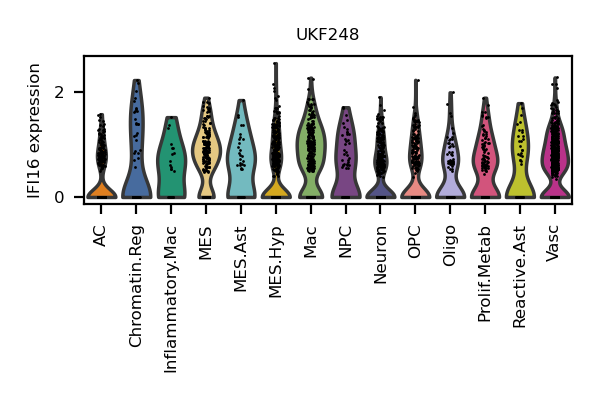 UKF248
IFI16 expression
2
0
AC
Chromatin.Reg
Inflammatory.Mac
MES
MES.Ast
MES.Hyp
Mac
NPC
Neuron
OPC
Oligo
Prolif.Metab
Reactive.Ast
Vasc